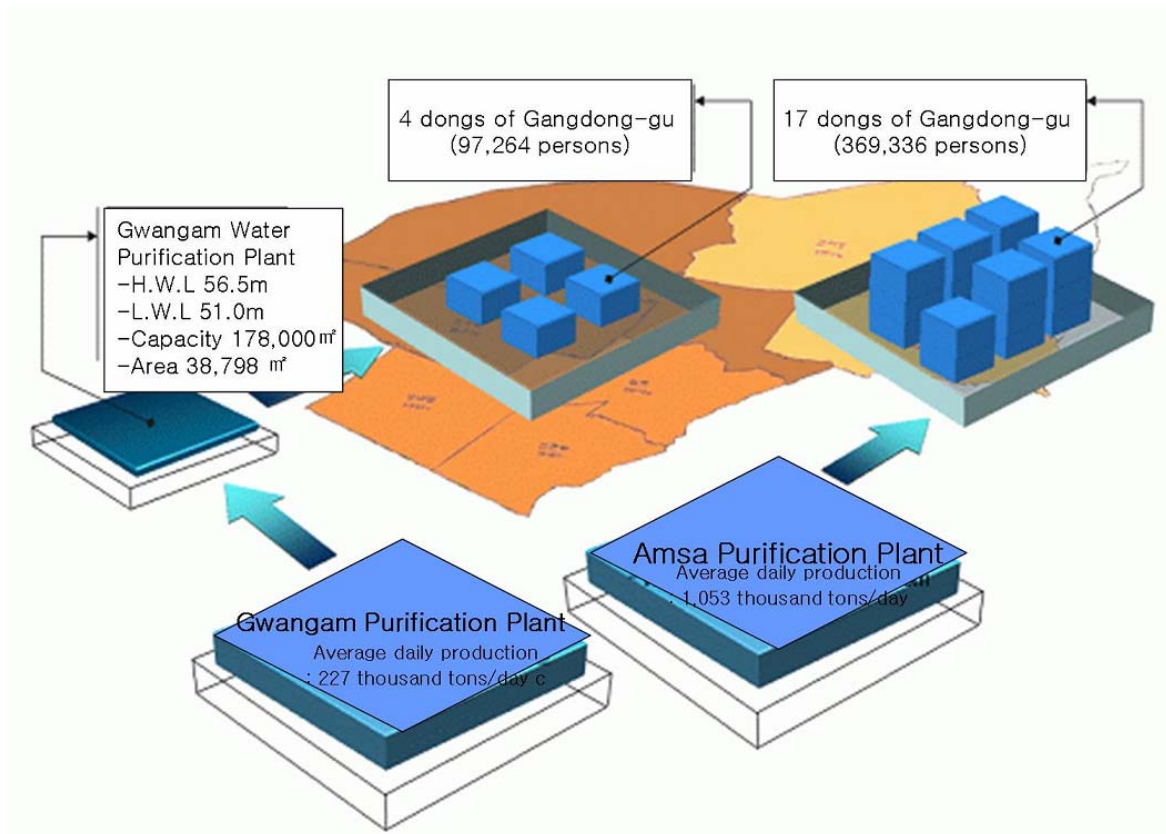 4 dongs of Gangdong-gu
(97,264 persons)
17 dongs of Gangdong-gu
(369,336 persons)
Gwangam Water
Purification Plant
-H.W.L 56.5m
-L.W.L 51.0m
-Capacity 178,000㎥
-Area 38,798 ㎡
Amsa Purification Plant
Average daily production
: 1,053 thousand tons/day
Gwangam Purification Plant
Average daily production
: 227 thousand tons/day c